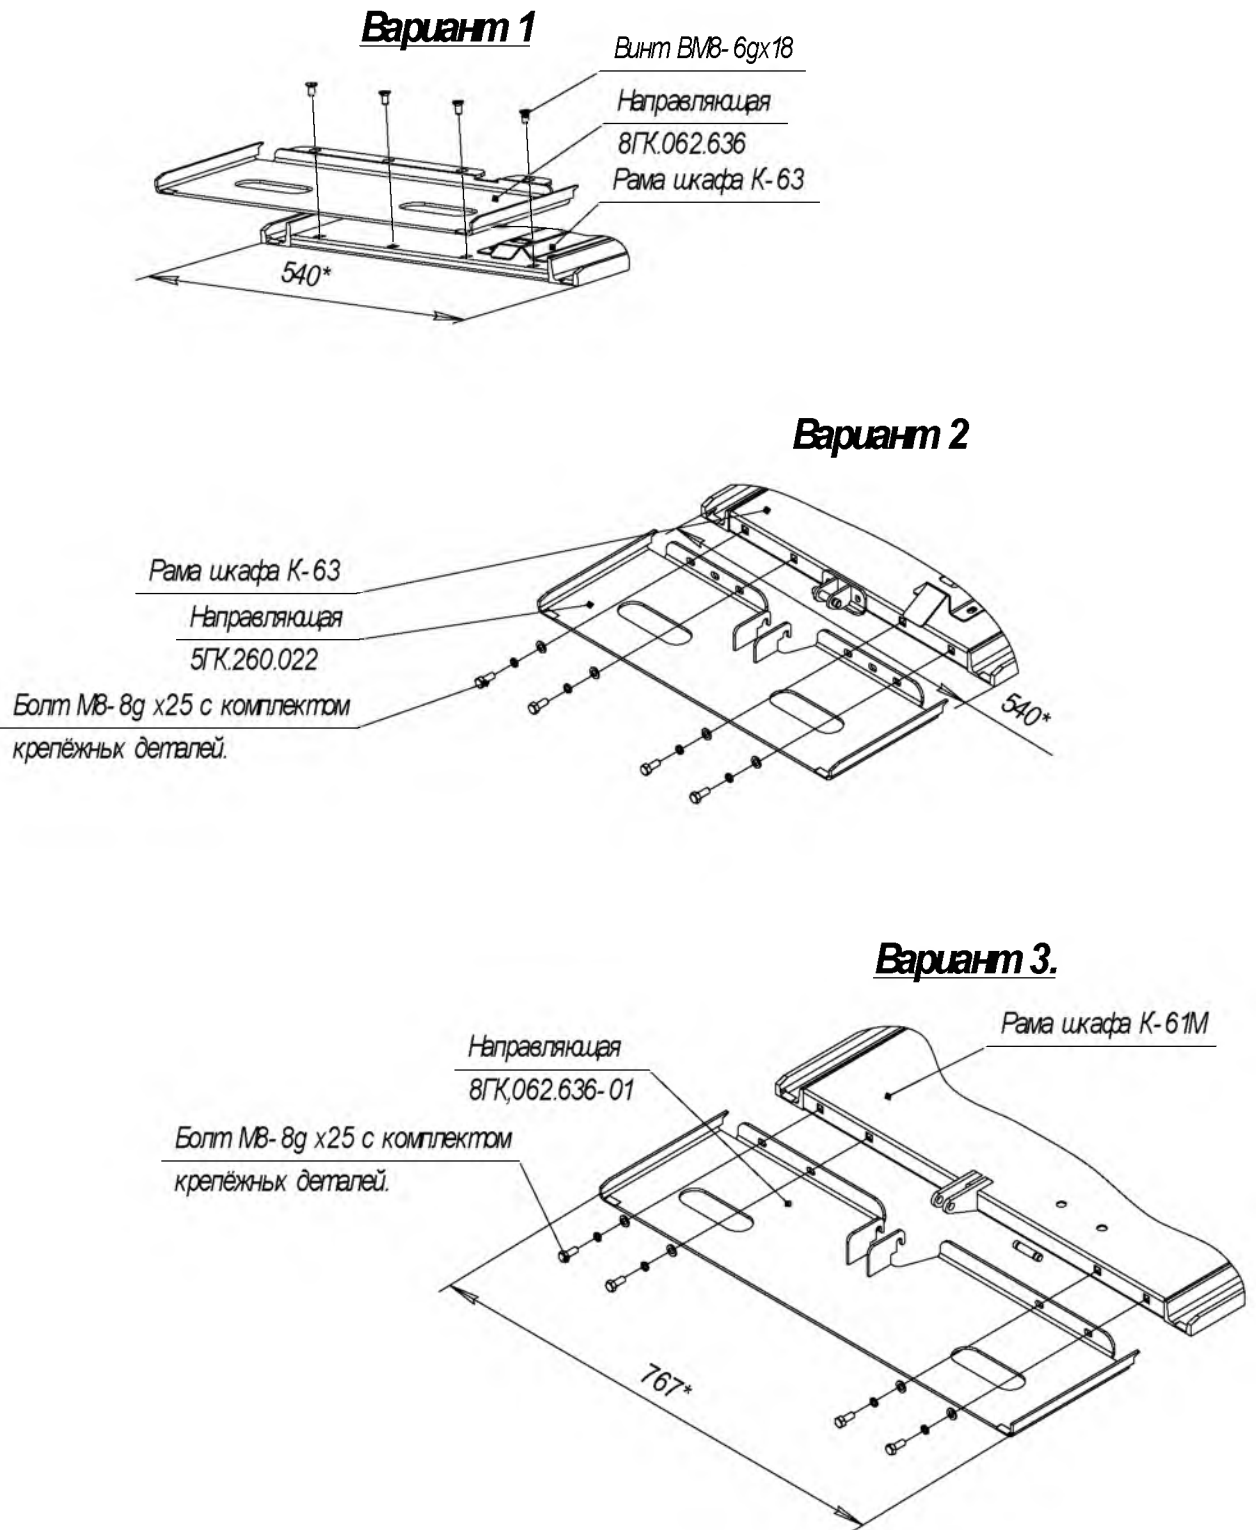 Вариант 1
Винт ВМ8-6gx18
Направляющая
8ГК.062.636
Рама шкафа К-63
540*
Вариант 2
Рама шкафа К-63
Направляющая
5ГК.260.022
Болт М8-8g x25 с комплектом
крепёжных деталей.
540*
Вариант 3.
Рама шкафа К-61М
Направляющая
8ГК,062.636-01
Болт М8-8g x25 с комплектом
крепёжных деталей.
767*